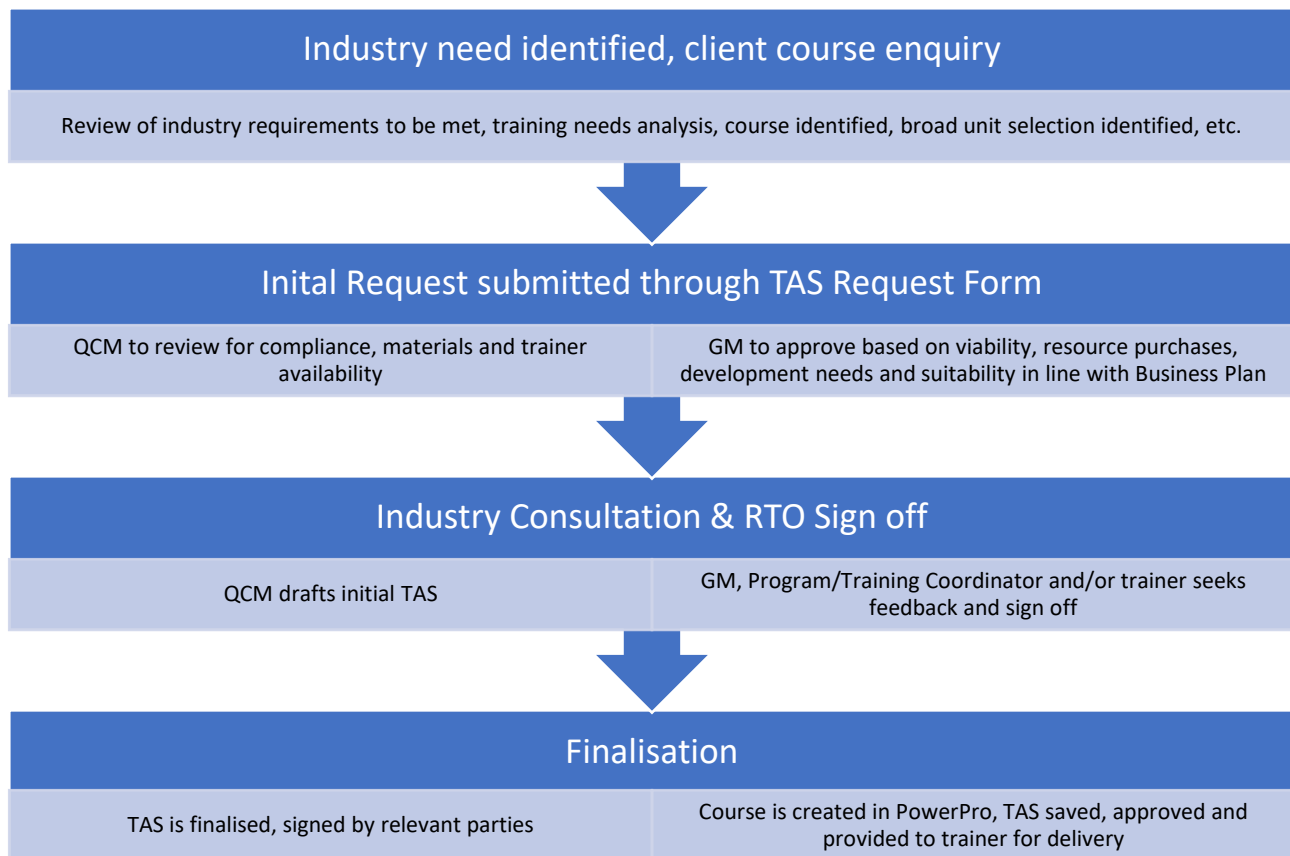 Industry need identified, client course enquiry
Review of industry requirements to be met, training needs analysis, course identified, broad unit selection identified, etc.
Inital Request submitted through TAS Request Form
QCM to review for compliance, materials and trainer
availability
GM to approve based on viability, resource purchases,
development needs and suitability in line with Business Plan
Industry Consultation & RTO Sign off
QCM drafts initial TAS
GM, Program/Training Coordinator and/or trainer seeks
feedback and sign off
Finalisation
TAS is finalised, signed by relevant parties
Course is created in PowerPro, TAS saved, approved and
provided to trainer for delivery